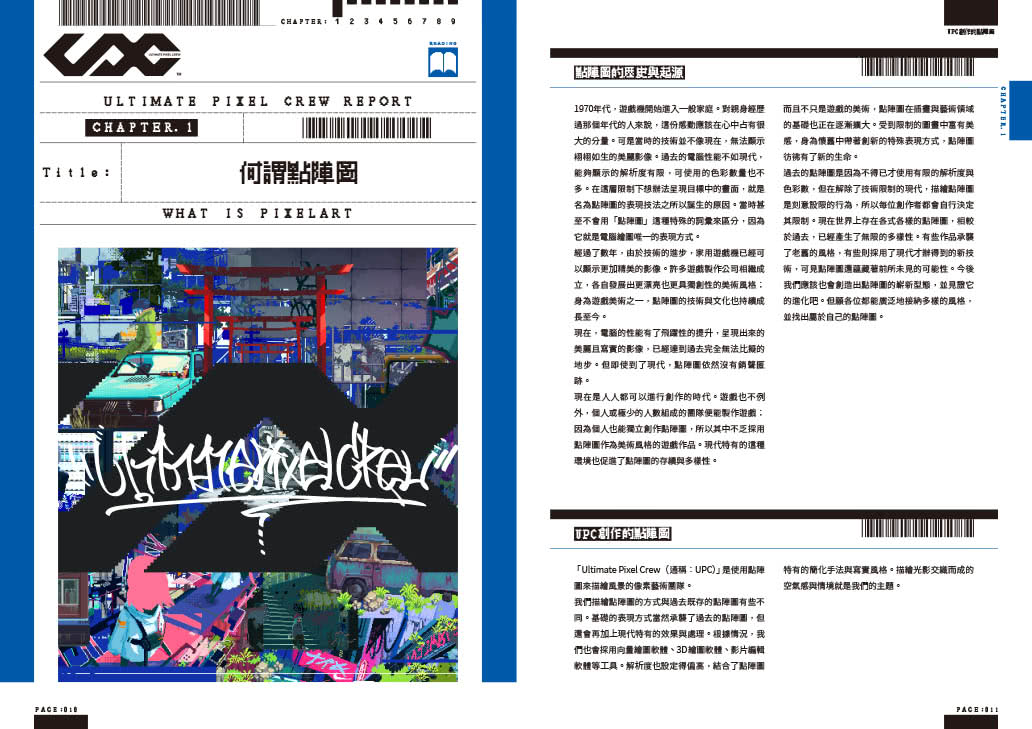 CHAPTER: 1 2 3 4 5 6 7 8 9
ULTIMATE PIXEL CREW
TM
READING
ULTIMATE PIXEL CREW REPORT
CHAPTER. 1
Title:
何謂點陣圖
WHAT IS PIXELART
PAGE:010
UPC創作的點陣圖
CHAPTER.1
點陣圖的歷史與起源
1970年代，遊戲機開始進入一般家庭。對親身經歷
過那個年代的人來說，這份感動應該在心中占有很
大的分量。可是當時的技術並不像現在，無法顯示
栩栩如生的美麗影像。過去的電腦性能不如現代，
能夠顯示的解析度有限，可使用的色彩數量也不
多。在這層限制下想辦法呈現目標中的畫面，就是
名為點陣圖的表現技法之所以誕生的原因。當時甚
至不會用「點陣圖」這種特殊的詞彙來區分，因為
它就是電腦繪圖唯一的表現方式。
經過了數年，由於技術的進步，家用遊戲機已經可
以顯示更加精美的影像。許多遊戲製作公司相繼成
立，各自發展出更漂亮也更具獨創性的美術風格；
身為遊戲美術之一，點陣圖的技術與文化也持續成
長至今。
現在，電腦的性能有了飛躍性的提升，呈現出來的
美麗且寫實的影像，已經達到過去完全無法比擬的
地步。但即使到了現代，點陣圖依然沒有銷聲匿
跡。
現在是人人都可以進行創作的時代。遊戲也不例
外，個人或極少的人數組成的團隊便能製作遊戲；
因為個人也能獨立創作點陣圖，所以其中不乏採用
點陣圖作為美術風格的遊戲作品。現代特有的這種
環境也促進了點陣圖的存續與多樣性。
而且不只是遊戲的美術，點陣圖在插畫與藝術領域
的基礎也正在逐漸擴大。受到限制的圖畫中富有美
感，身為懷舊中帶著創新的特殊表現方式，點陣圖
彷彿有了新的生命。
過去的點陣圖是因為不得已才使用有限的解析度與
色彩數，但在解除了技術限制的現代，描繪點陣圖
是刻意設限的行為，所以每位創作者都會自行決定
其限制。現在世界上存在各式各樣的點陣圖，相較
於過去，已經產生了無限的多樣性。有些作品承襲
了老舊的風格，有些則採用了現代才辦得到的新技
術，可見點陣圖還蘊藏著前所未見的可能性。今後
我們應該也會創造出點陣圖的嶄新型態，並見證它
的進化吧。但願各位都能廣泛地接納多樣的風格，
並找出屬於自己的點陣圖。
UPC創作的點陣圖
「Ultimate Pixel Crew（通稱：UPC）」是使用點陣
圖來描繪風景的像素藝術團隊。
我們描繪點陣圖的方式與過去既存的點陣圖有些不
同。基礎的表現方式當然承襲了過去的點陣圖，但
還會再加上現代特有的效果與處理。根據情況，我
們也會採用向量繪圖軟體、3D繪圖軟體、影片編輯
軟體等工具。解析度也設定得偏高，結合了點陣圖
特有的簡化手法與寫實風格。描繪光影交織而成的
空氣感與情境就是我們的主題。
PAGE:011